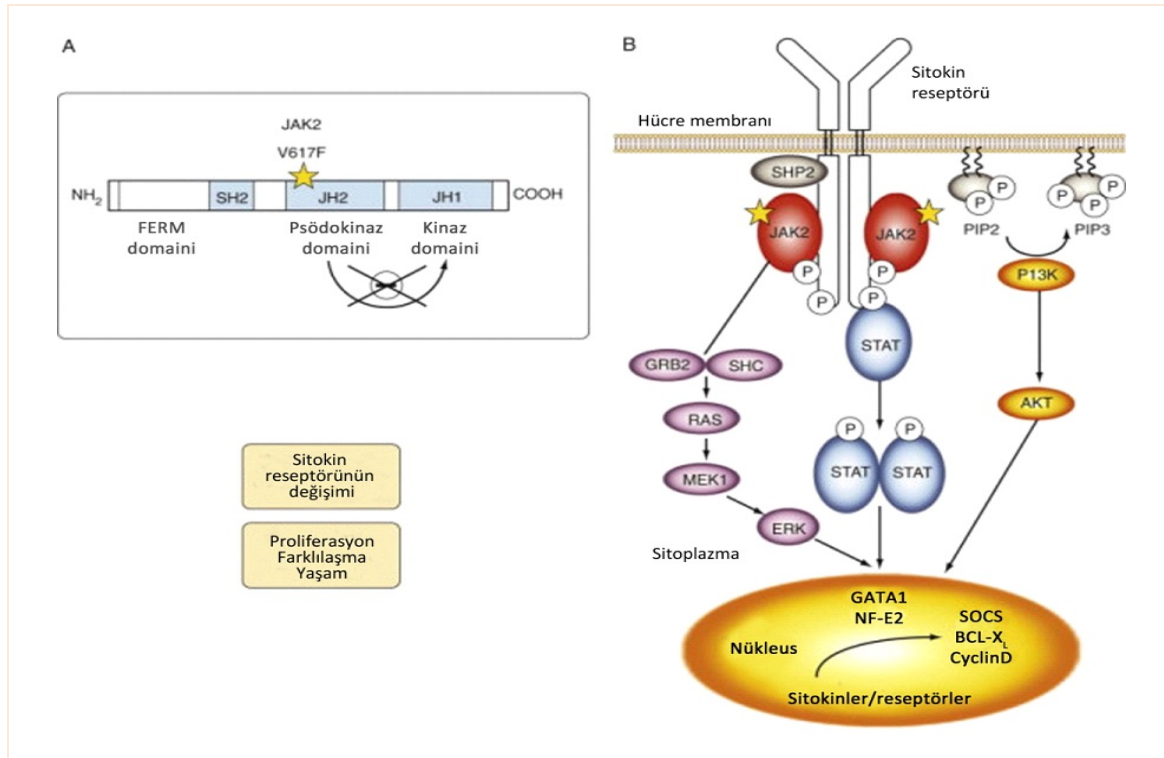 A
JAK2
V617F
NH2
SH2
JH2
JH1
COOH
FERM
domaini
Psödokinaz
domaini
Kinaz
domaini
Sitokin
reseptörünün
değişimi
Proliferasyon
Farklılaşma
Yaşam
B
Sitokin
reseptörü
Hücre membranı
SHP2
JAK2
JAK2
P
P
P
P
P
P
PIP2
P
P
P
PIP3
P13K
STAT
GRB2
SHC
RAS
MEK1
ERK
AKT
P
P
STAT
STAT
Sitoplazma
GATA1
NF-E2
SOCS
BCL-XL
CyclinD
Nükleus
Sitokinler/reseptörler